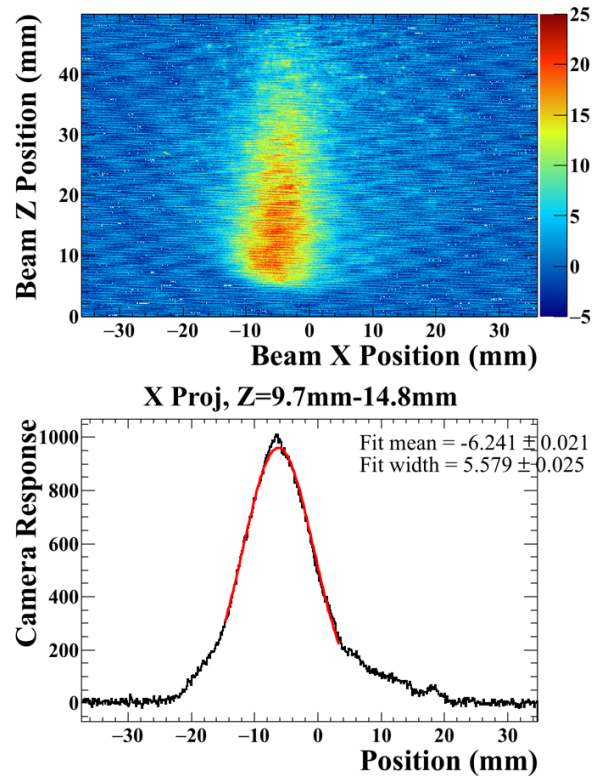 25
20
15
10
5
0
−5
Beam Z Position (mm)
40
30
20
10
0
−30 −20 −10 0 10 20 30
Beam X Position (mm)
X Proj, Z=9.7mm-14.8mm
Camera Response
1000
800
600
400
200
0
Fit mean = -6.241 ± 0.021
Fit width = 5.579 ± 0.025
−30 −20 −10 0 10 20 30
Position (mm)